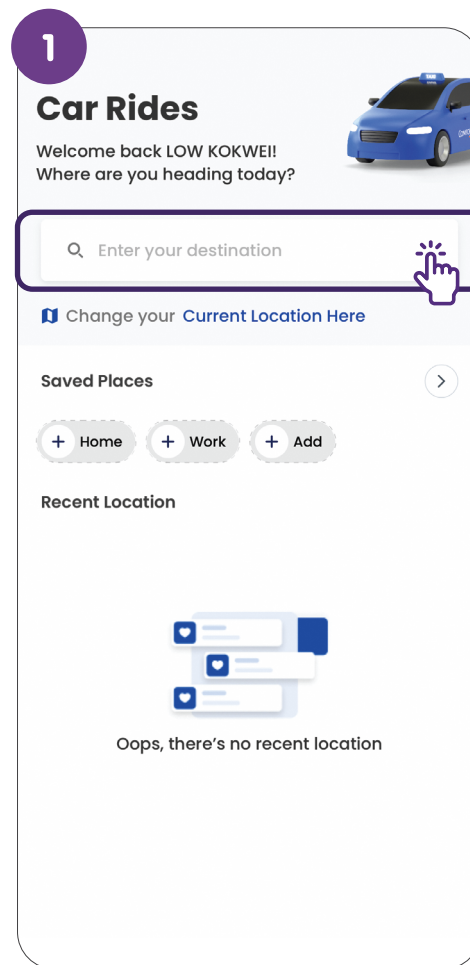 1
Car Rides
TAXI
Welcome back LOW KOKWEI!
Where are you heading today?
Enter your destination
Change your Current Location Here
Saved Places
Home Work Add
Recent Location
Oops, there's no recent location